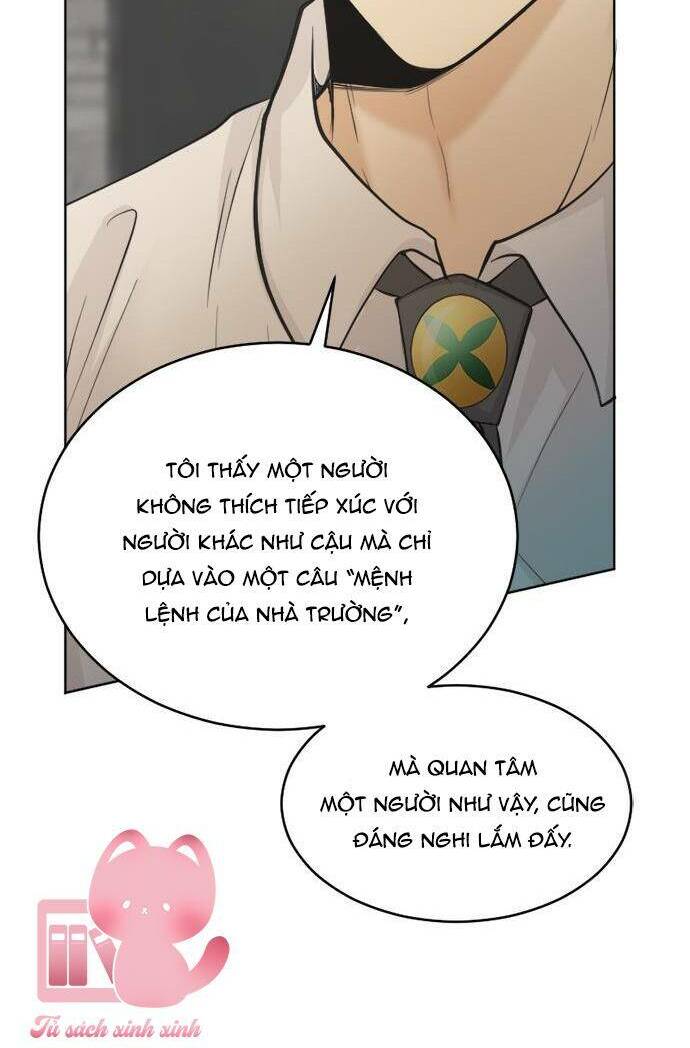 TÔI THẤY MỘT NGƯỜI
KHÔNG THÍCH TIẾP XÚC VỚI
NGƯỜI KHÁC NHƯ CẬU MÀ CHỈ
DỰA VÀO MỘT CÂU “MỆNH
LỆNH CỦA NHÀ TRƯỜNG”,
MÀ QUAN TÂM
MỘT NGƯỜI NHƯ VẬY, CŨNG
ĐÁNG NGHI LẮM ĐẤY.
Tủ sách xinh xinh